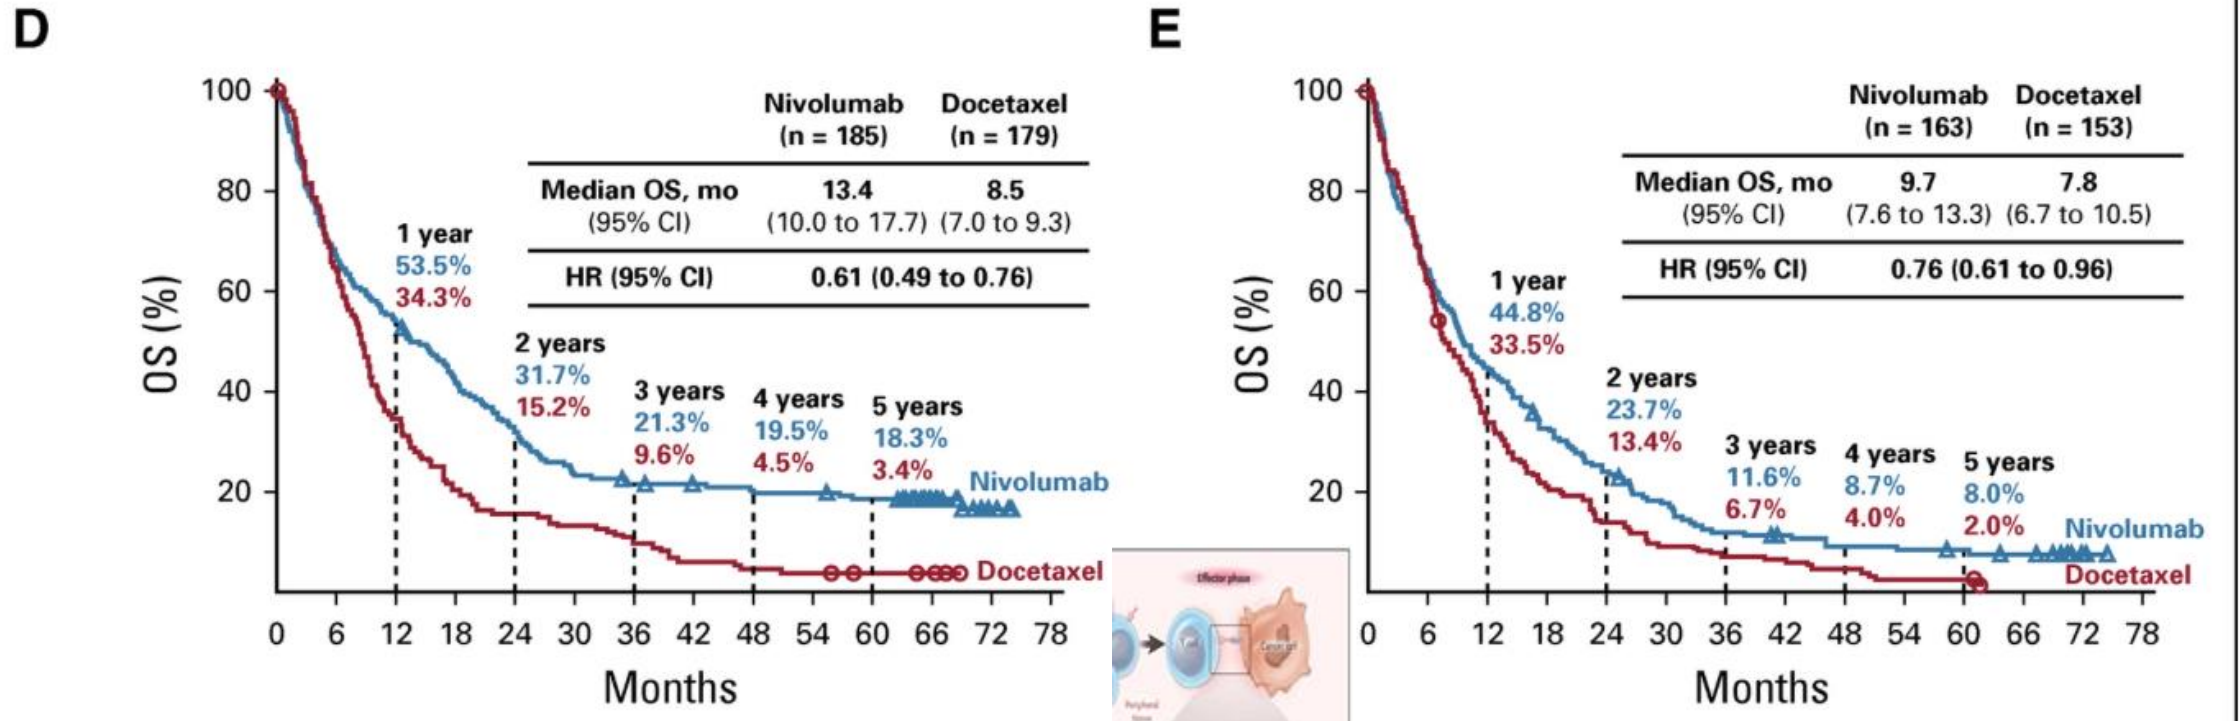 D
100
80
60
40
20
OS (%)
Nivolumab Docetaxel
(n = 185) (n = 179)
Median OS, mo 13.4 8.5
(95% CI) (10.0 to 17.7) (7.0 to 9.3)
HR (95% CI) 0.61 (0.49 to 0.76)
1 year
53.5%
34.3%
2 years
31.7%
15.2%
3 years
21.3%
9.6%
4 years
19.5%
4.5%
5 years
18.3%
3.4%
Nivolumab
Docetaxel
0 6 12 18 24 30 36 42 48 54 60 66 72 78
Months
Effector phase
T cell
Cancer cell
Peripheral
tissue
E
100
80
60
40
20
OS (%)
Nivolumab Docetaxel
(n = 163) (n = 153)
Median OS, mo 9.7 7.8
(95% CI) (7.6 to 13.3) (6.7 to 10.5)
HR (95% CI) 0.76 (0.61 to 0.96)
1 year
44.8%
33.5%
2 years
23.7%
13.4%
3 years
11.6%
6.7%
4 years
8.7%
4.0%
5 years
8.0%
2.0%
Nivolumab
Docetaxel
0 6 12 18 24 30 36 42 48 54 60 66 72 78
Months